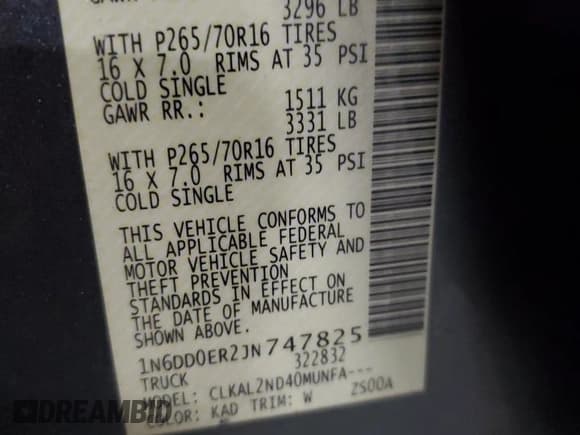 3296 LB
WITH P265/70R16 TIRES
16 X 7.0 RIMS AT 35 PSI
COLD SINGLE
GAWR RR.: 1511 KG
3331 LB
WITH P265/70R16 TIRES
16 X 7.0 RIMS AT 35 PSI
COLD SINGLE
THIS VEHICLE CONFORMS TO
ALL APPLICABLE FEDERAL
MOTOR VEHICLE SAFETY AND
THEFT PREVENTION
STANDARDS IN EFFECT ON
THE DATE OF MANUFACTURE
SHOWN ABOVE.
1N6DD0ER2JN747825
322832
TRUCK
MODEL: CLKAL2ND40MUNFA---
COLOR: KAD TRIM: W ZS00A
DREAMBID